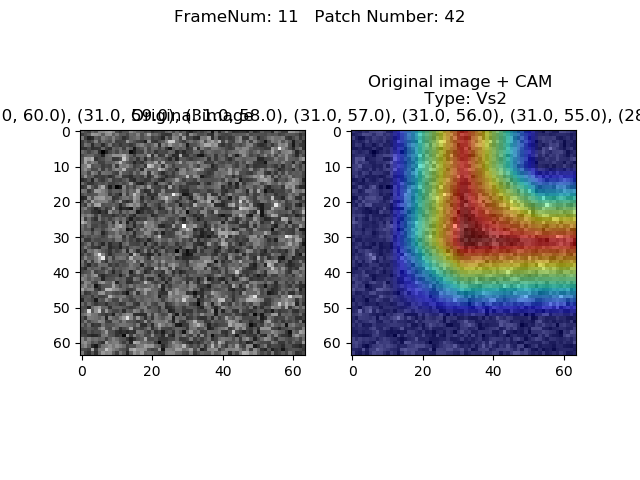 FrameNum: 11   Patch Number: 42
Original image + CAM
Type: Vs2
0, 60.0), (31.0, 59.0), (31.0, 58.0), (31.0, 57.0), (31.0, 56.0), (31.0, 55.0), (28
Original image
0
10
20
30
40
50
60
0 20 40 60
0
10
20
30
40
50
60
0 20 40 60